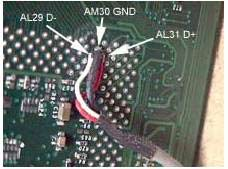 AM30 GND
AL29 D-
AL31 D+